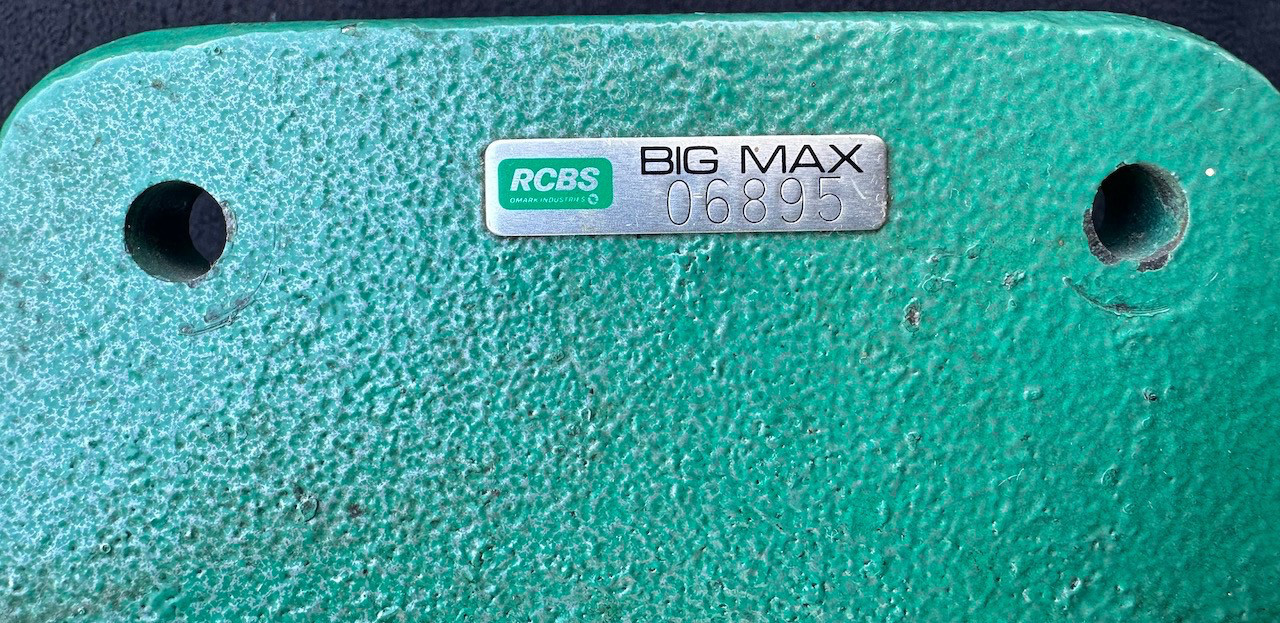 RCBS
OMARK INDUSTRIES
BIG MAX
06895